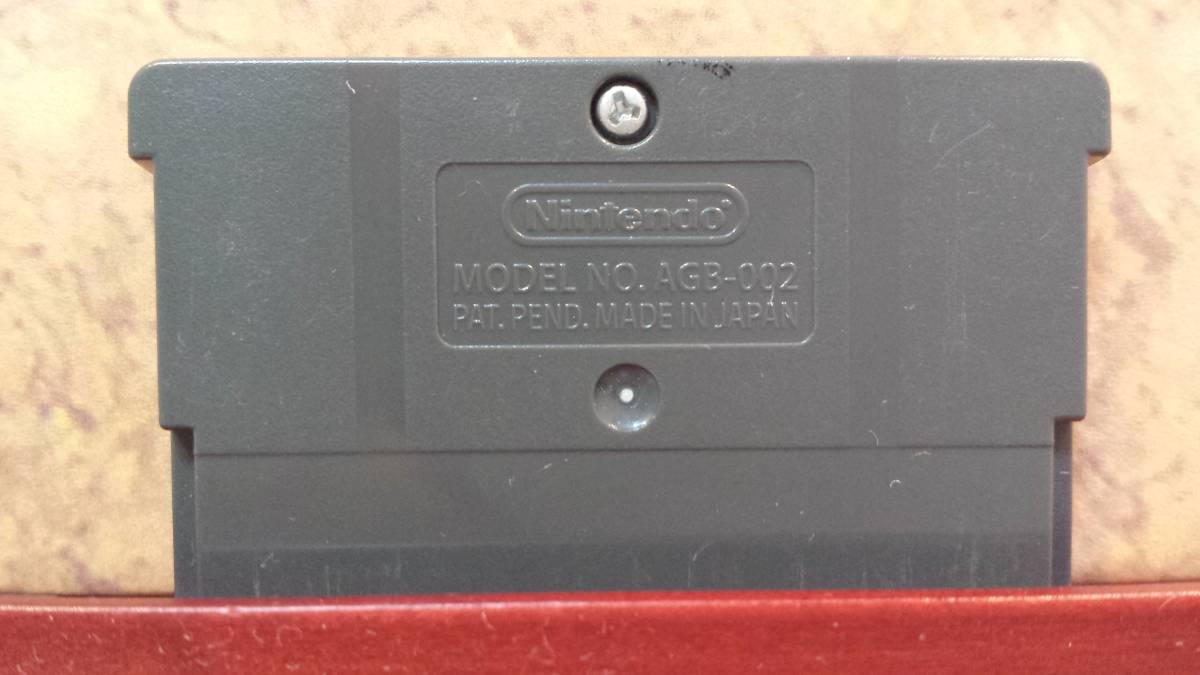 Nintendo
MODEL NO. AGB-002
PAT. PEND. MADE IN JAPAN